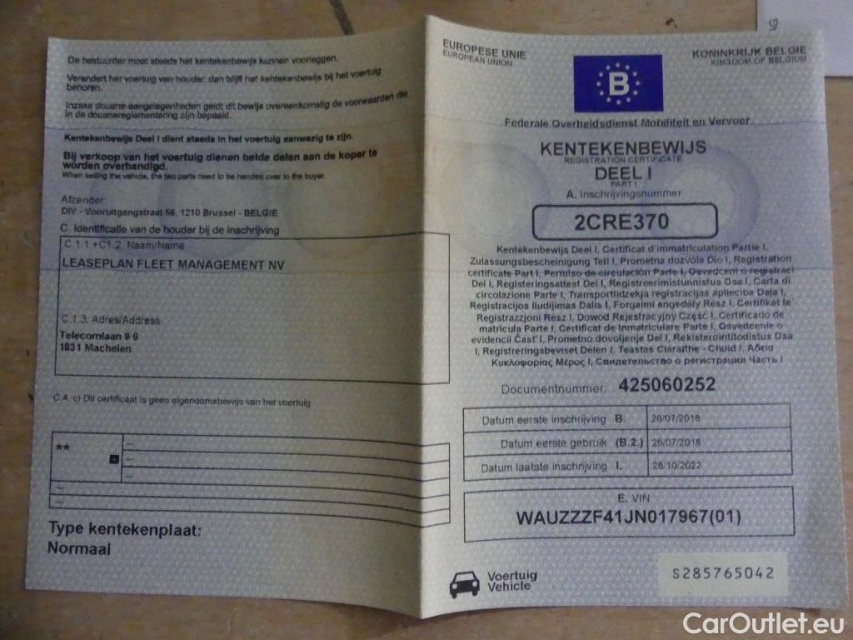 De bestuurder moet steeds het kentekenbewijs kunnen voorleggen.
Verandert het voertuig van houder, dan blijft het kentekenbewijs bij het voertuig
behoren.
Inzake douane-aangelegenheden geldt dit bewijs overeenkomstig de voorwaarden die
in de douanereglementering zijn bepaald.
Kentekenbewijs Deel I dient steeds in het voertuig aanwezig te zijn.
Bij verkoop van het voertuig dienen beide delen aan de koper te
worden overhandigd.
When selling the vehicle, the two parts need to be handed over to the buyer.
Afzender
DIV - Vooruitgangstraat 56, 1210 Brussel - BELGIE
C. Identificatie van de houder bij de inschrijving
C.1.1.+C1.2. Naam/Name
LEASEPLAN FLEET MANAGEMENT NV
C.1.3. Adres/Address
Telecomlaan 9 6
1831 Machelen
C.4. c) Dit certificaat is geen eigendomsbewijs van het voertuig
**
---
---
---
---
---
Type kentekenplaat:
Normaal
EUROPESE UNIE
EUROPEAN UNION
B
KONINKRIJK BELGIE
KINGDOM OF BELGIUM
Federale Overheidsdienst Mobiliteit en Vervoer
KENTEKENBEWIJS
REGISTRATION CERTIFICATE
DEEL I
PART I
A. Inschrijvingsnummer
2CRE370
Kentekenbewijs Deel I, Certificat d'immatriculation Partie I,
Zulassungsbescheinigung Teil I, Prometna dozvola Dio I, Registration
certificate Part I, Permiso de circulación Parte I, Osvedčení o registraci
Del I, Registreringsattest Del I, Registreerimistunnistus Osa I, Carta di
circolazione Parte I, Transportlīdzekļa reģistrācijas apliecība Daļa I,
Registracijos liudijimas Dalis I, Forgalmi engedély Rész I, Ċertifikat ta'
Reġistrazzjoni Resz I, Dowód Rejestracyjny Część I, Certificado de
matrícula Parte I, Certificat de Inmatriculare Parte I, Osvedčenie o
evidencii Časť I, Prometno dovoljenje Del I, Rekisteröintitodistus Osa
I, Registreringsbeviset Delen I, Teastas Cláraithe - Chuid I, Άδεια
Κυκλοφορίας Μέρος I, Свидетелство о регистрации Часть I
Documentnummer: 425060252
Datum eerste inschrijving B. 26/07/2018
Datum eerste gebruik (B.2.) 26/07/2018
Datum laatste inschrijving I. 28/10/2022
E. VIN
WAUZZZF41JN017967(01)
Voertuig
Vehicle
S285765042
CarOutlet.eu